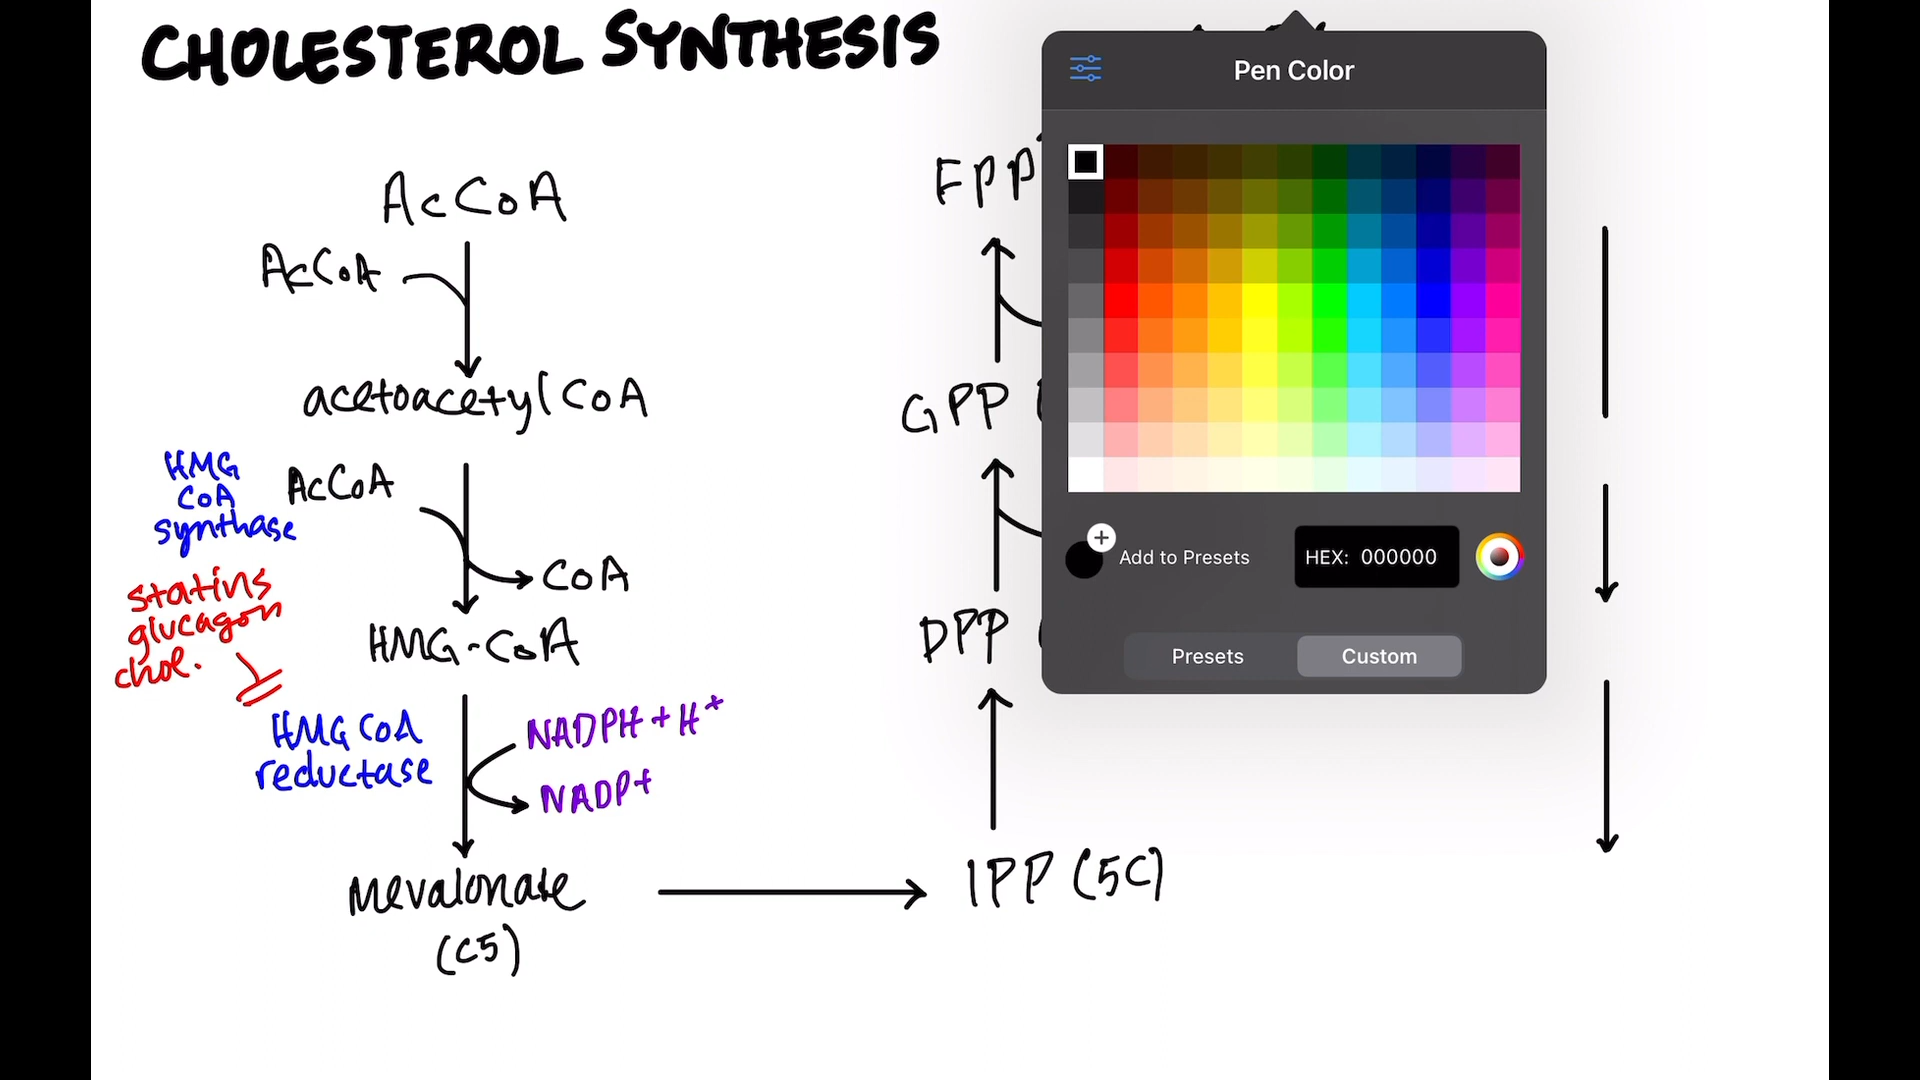 CHOLESTEROL SYNTHESIS
AcCoA
AcCoA
acetoacetyl CoA
HMG
CoA
synthase
AcCoA
CoA
statins
glucagon
chol.
HMG-CoA
HMG CoA
reductase
NADPH + H+
NADP+
Mevalonate
(C5)
IPP (5C)
DPP
GPP
FPP
Pen Color
Add to Presets
HEX: 000000
Presets
Custom